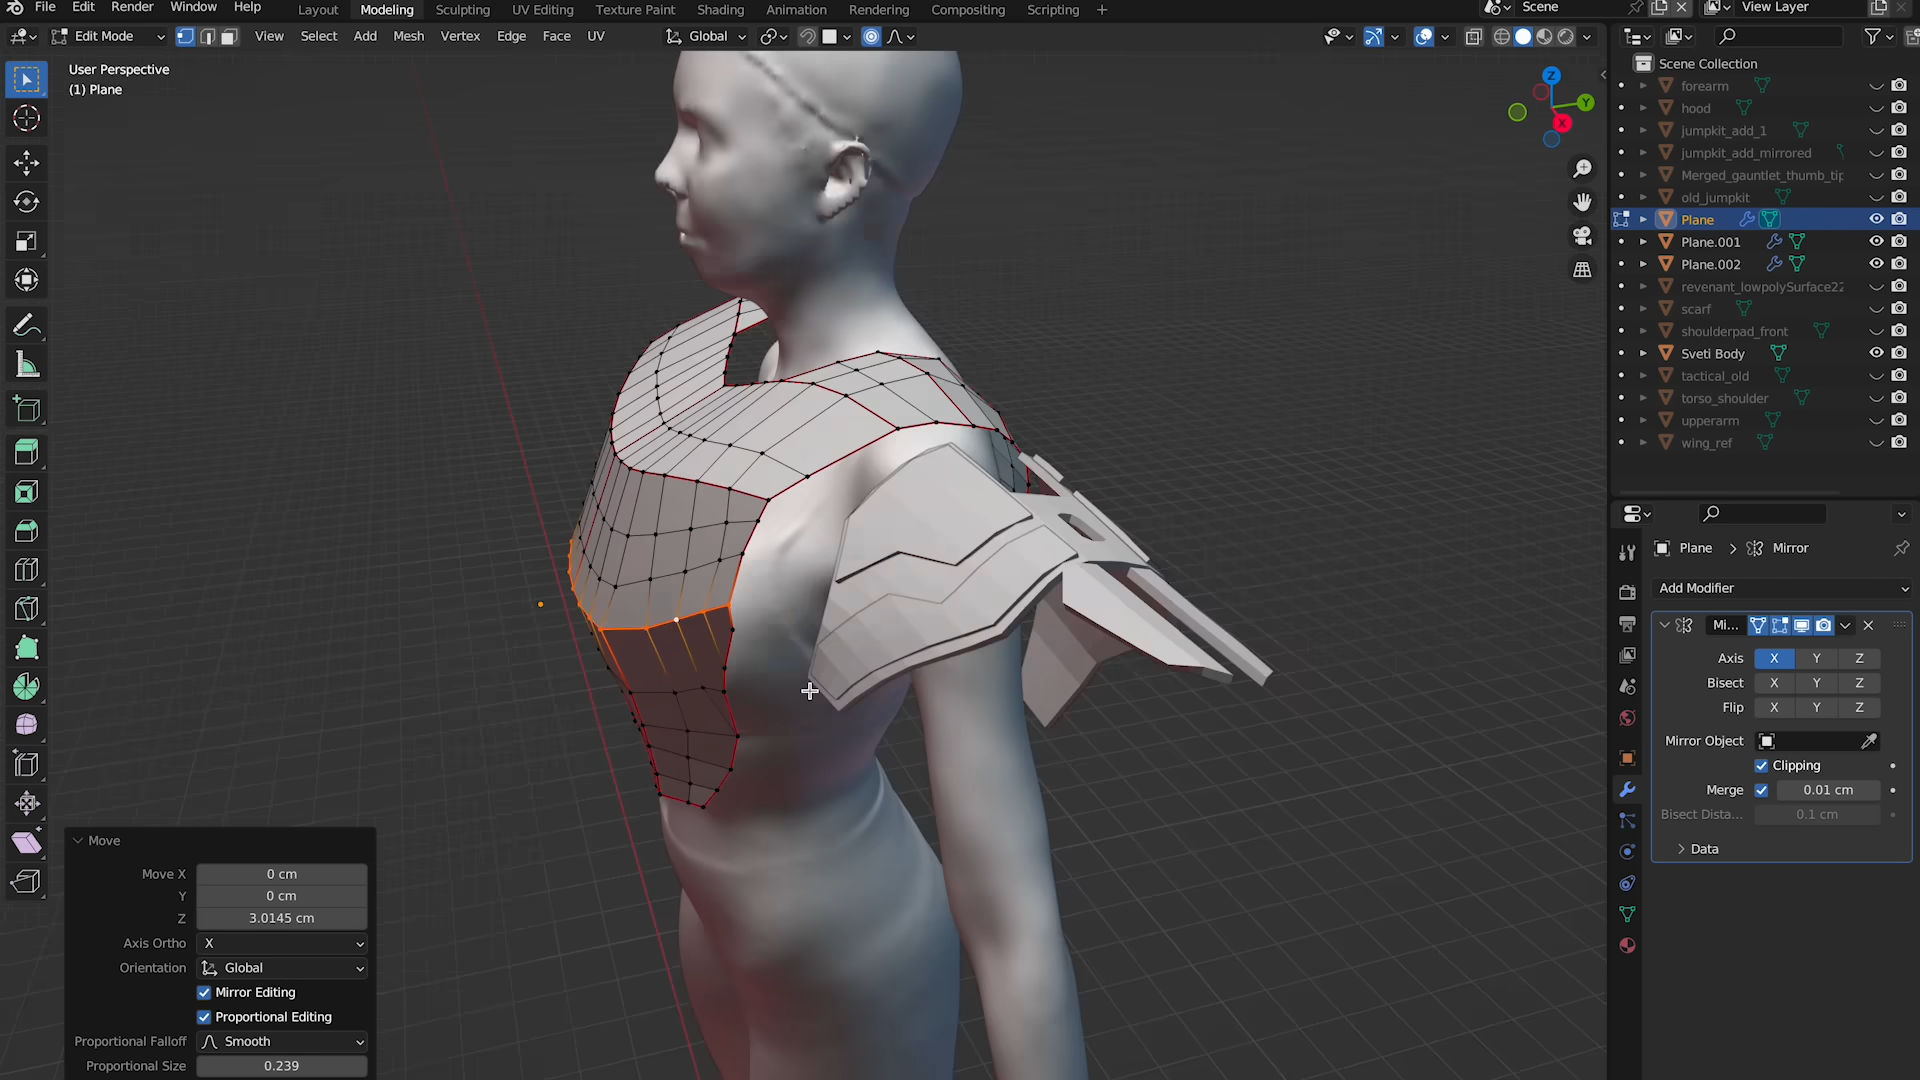 File Edit Render Window Help Layout Modeling Sculpting UV Editing Texture Paint Shading Animation Rendering Compositing Scripting + Scene View Layer
Edit Mode View Select Add Mesh Vertex Edge Face UV Global
User Perspective
(1) Plane
Z
Y
X
Scene Collection
forearm
hood
jumpkit_add_1
jumpkit_add_mirrored
Merged_gauntlet_thumb_tip
old_jumpkit
Plane
Plane.001
Plane.002
revenant_lowpolySurface22
scarf
shoulderpad_front
Sveti Body
tactical_old
torso_shoulder
upperarm
wing_ref
Plane > Mirror
Add Modifier
Mi...
Axis X Y Z
Bisect X Y Z
Flip X Y Z
Mirror Object
Clipping
Merge 0.01 cm
Bisect Dista... 0.1 cm
Data
Move
Move X 0 cm
Y 0 cm
Z 3.0145 cm
Axis Ortho X
Orientation Global
Mirror Editing
Proportional Editing
Proportional Falloff Smooth
Proportional Size 0.239